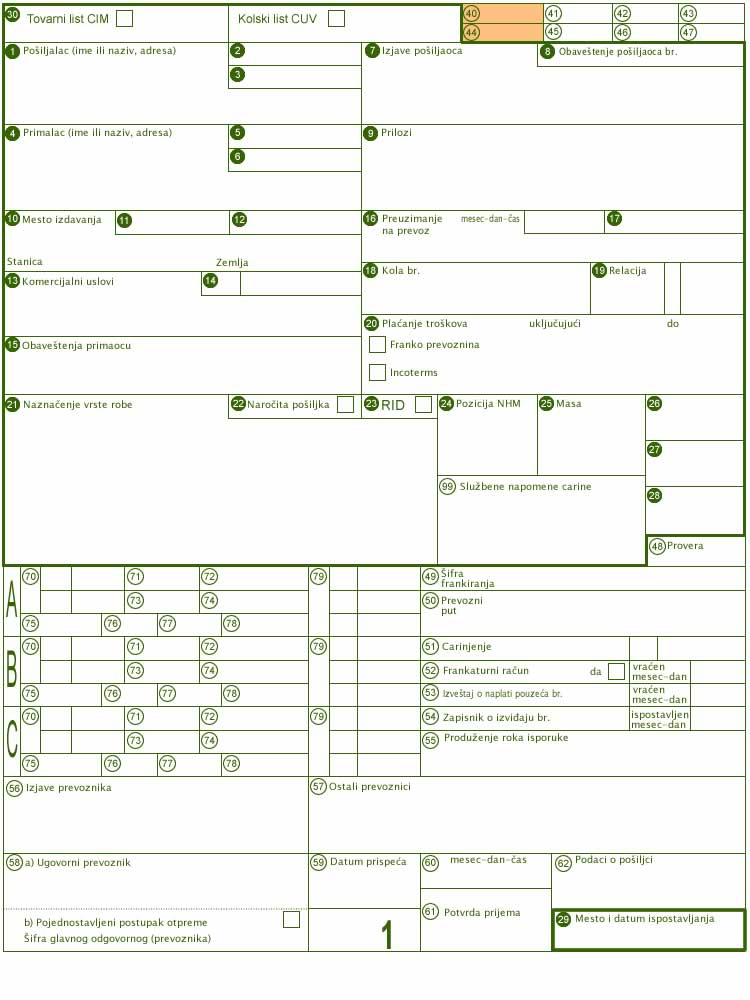 30 Tovarni list CIM Kolski list CUV 40 41 42 43
44 45 46 47
1 Pošiljalac (ime ili naziv, adresa) 2 7 Izjave pošiljaoca 8 Obaveštenje pošiljaoca br.
3
4 Primalac (ime ili naziv, adresa) 5 9 Prilozi
6
10 Mesto izdavanja 11 12 16 Preuzimanje na prevoz mesec-dan-čas 17
Stanica Zemlja
13 Komercijalni uslovi 14 18 Kola br. 19 Relacija
20 Plaćanje troškova uključujući do
15 Obaveštenja primaocu Franko prevoznina
Incoterms
21 Naznačenje vrste robe 22 Naročita pošiljka 23 RID 24 Pozicija NHM 25 Masa 26
27
99 Službene napomene carine 28
48 Provera
A 70 71 72 79 49 Šifra frankiranja
73 74 50 Prevozni put
75 76 77 78
B 70 71 72 79 51 Carinjenje
73 74 52 Frankaturni račun da vraćen mesec-dan
75 76 77 78 53 Izveštaj o naplati pouzeća br. vraćen mesec-dan
C 70 71 72 79 54 Zapisnik o izviđaju br. ispostavljen mesec-dan
73 74 55 Produženje roka isporuke
75 76 77 78
56 Izjave prevoznika 57 Ostali prevoznici
58 a) Ugovorni prevoznik 59 Datum prispeća 60 mesec-dan-čas 62 Podaci o pošiljci
b) Pojednostavljeni postupak otpreme 61 Potvrda prijema 29 Mesto i datum ispostavljanja
Šifra glavnog odgovornog (prevoznika) 1